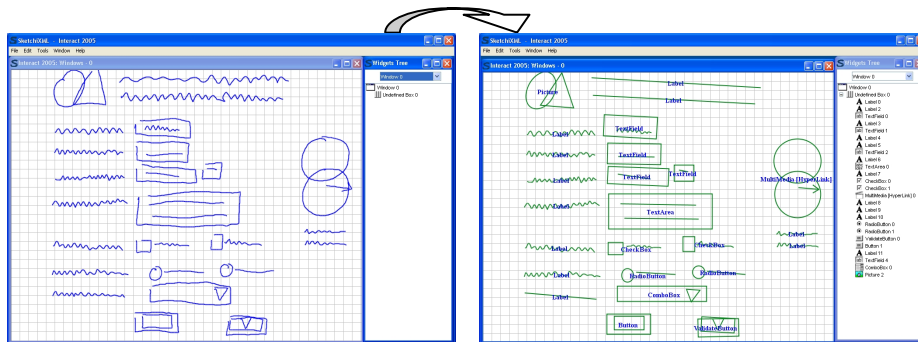 SketchiXML - Interact 2005
File Edit Tools Window Help
Interact 2005: Windows - 0
Widgets Tree
Window 0
Window 0
Undefined Box 0
SketchiXML - Interact 2005
File Edit Tools Window Help
Interact 2005: Windows - 0
Picture
Label
Label
Label
TextField
Label
TextField
Label
TextField
TextField
MultiMedia [HyperLink]
Label
TextArea
Label
Label
Label
CheckBox
CheckBox
Label
RadioButton
RadioButton
Label
ComboBox
Button
ValidateButton
Widgets Tree
Window 0
Window 0
Undefined Box 0
Label 0
Label 2
TextField 0
Label 3
TextField 1
Label 4
Label 5
TextField 2
Label 6
TextArea 0
Label 7
CheckBox 0
CheckBox 1
MultiMedia [HyperLink] 0
Label 8
Label 9
Label 10
RadioButton 0
RadioButton 1
ValidateButton 0
Button 1
Label 11
TextField 4
ComboBox 0
Picture 2